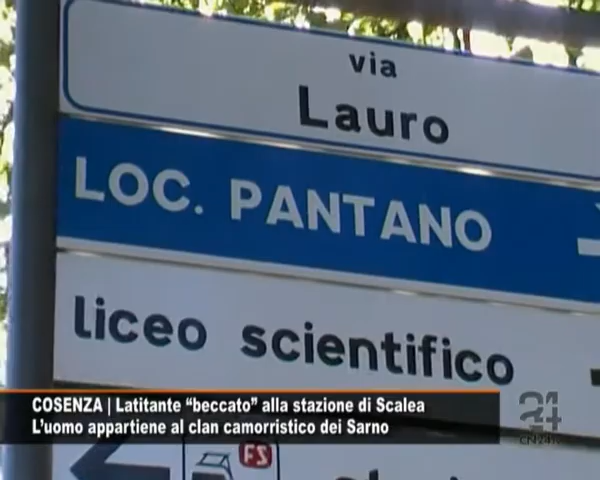 via
Lauro
LOC. PANTANO
liceo scientifico
COSENZA | Latitante “beccato” alla stazione di Scalea
L’uomo appartiene al clan camorristico dei Sarno
FS